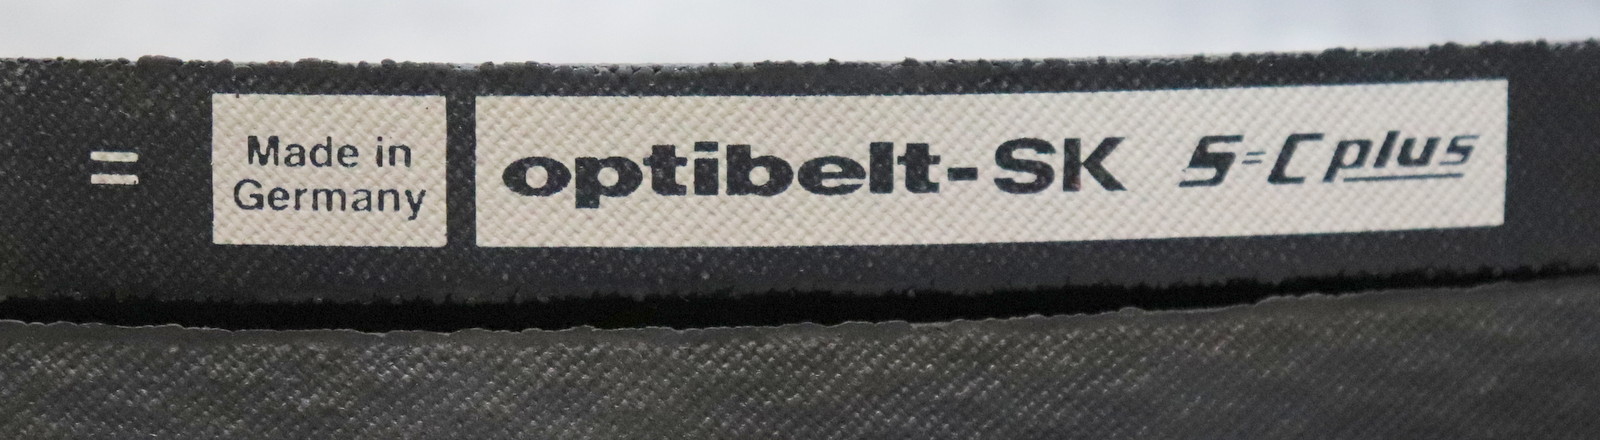 =
Made in
Germany
optibelt-SK S=C plus